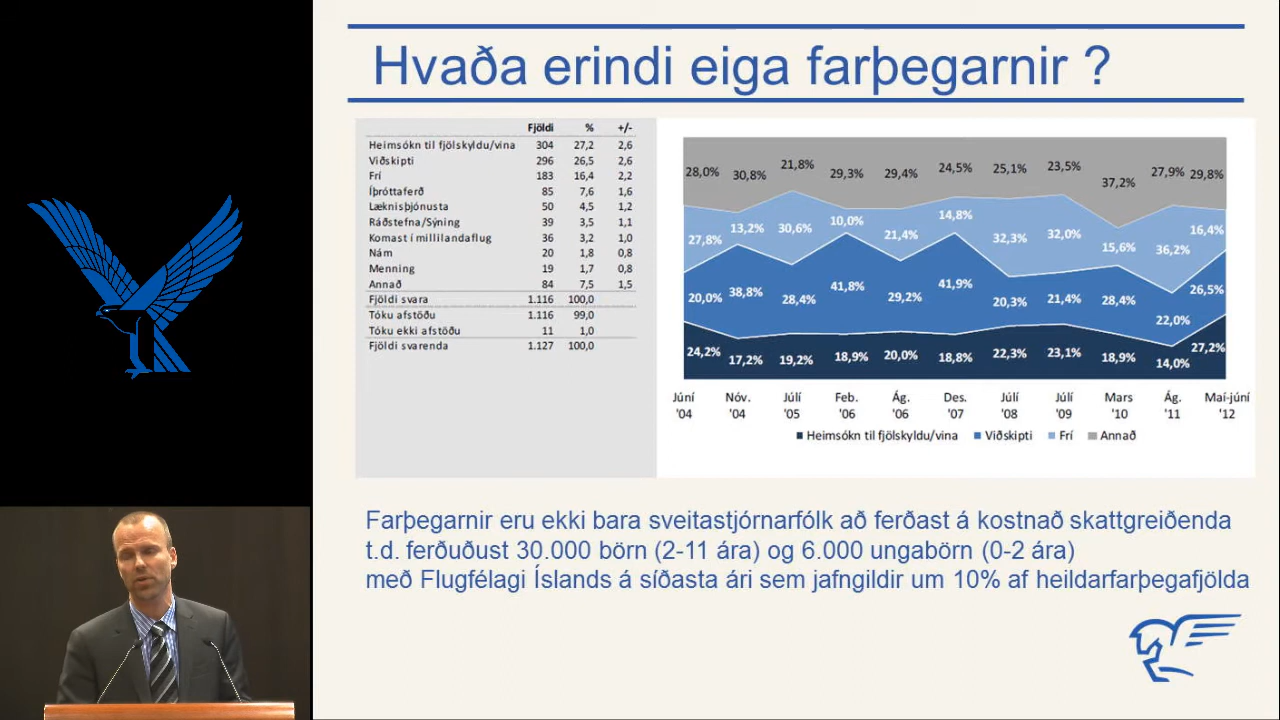 Hvaða erindi eiga farþegarnir ?
Fjöldi % +/-
Heimsókn til fjölskyldu/vina 304 27,2 2,6
Viðskipti 296 26,5 2,6
Frí 183 16,4 2,2
Íþróttaferð 85 7,6 1,6
Læknisþjónusta 50 4,5 1,2
Ráðstefna/Sýning 39 3,5 1,1
Komast í millilandaflug 36 3,2 1,0
Nám 20 1,8 0,8
Menning 19 1,7 0,8
Annað 84 7,5 1,5
Fjöldi svara 1.116 100,0
Tóku afstöðu 1.116 99,0
Tóku ekki afstöðu 11 1,0
Fjöldi svarenda 1.127 100,0
28,0% 30,8% 21,8% 29,3% 29,4% 24,5% 25,1% 23,5% 37,2% 27,9% 29,8%
27,8% 13,2% 30,6% 10,0% 21,4% 14,8% 32,3% 32,0% 15,6% 36,2% 16,4%
20,0% 38,8% 28,4% 41,8% 29,2% 41,9% 20,3% 21,4% 28,4% 22,0% 26,5%
24,2% 17,2% 19,2% 18,9% 20,0% 18,8% 22,3% 23,1% 18,9% 14,0% 27,2%
Júní Nóv. Júlí Feb. Ág. Des. Júlí Júlí Mars Ág. Maí-júní
'04 '04 '05 '06 '06 '07 '08 '09 '10 '11 '12
Heimsókn til fjölskyldu/vina Viðskipti Frí Annað
Farþegarnir eru ekki bara sveitastjórnarfólk að ferðast á kostnað skattgreiðenda
t.d. ferðuðust 30.000 börn (2-11 ára) og 6.000 ungabörn (0-2 ára)
með Flugfélagi Íslands á síðasta ári sem jafngildir um 10% af heildarfarþegafjölda